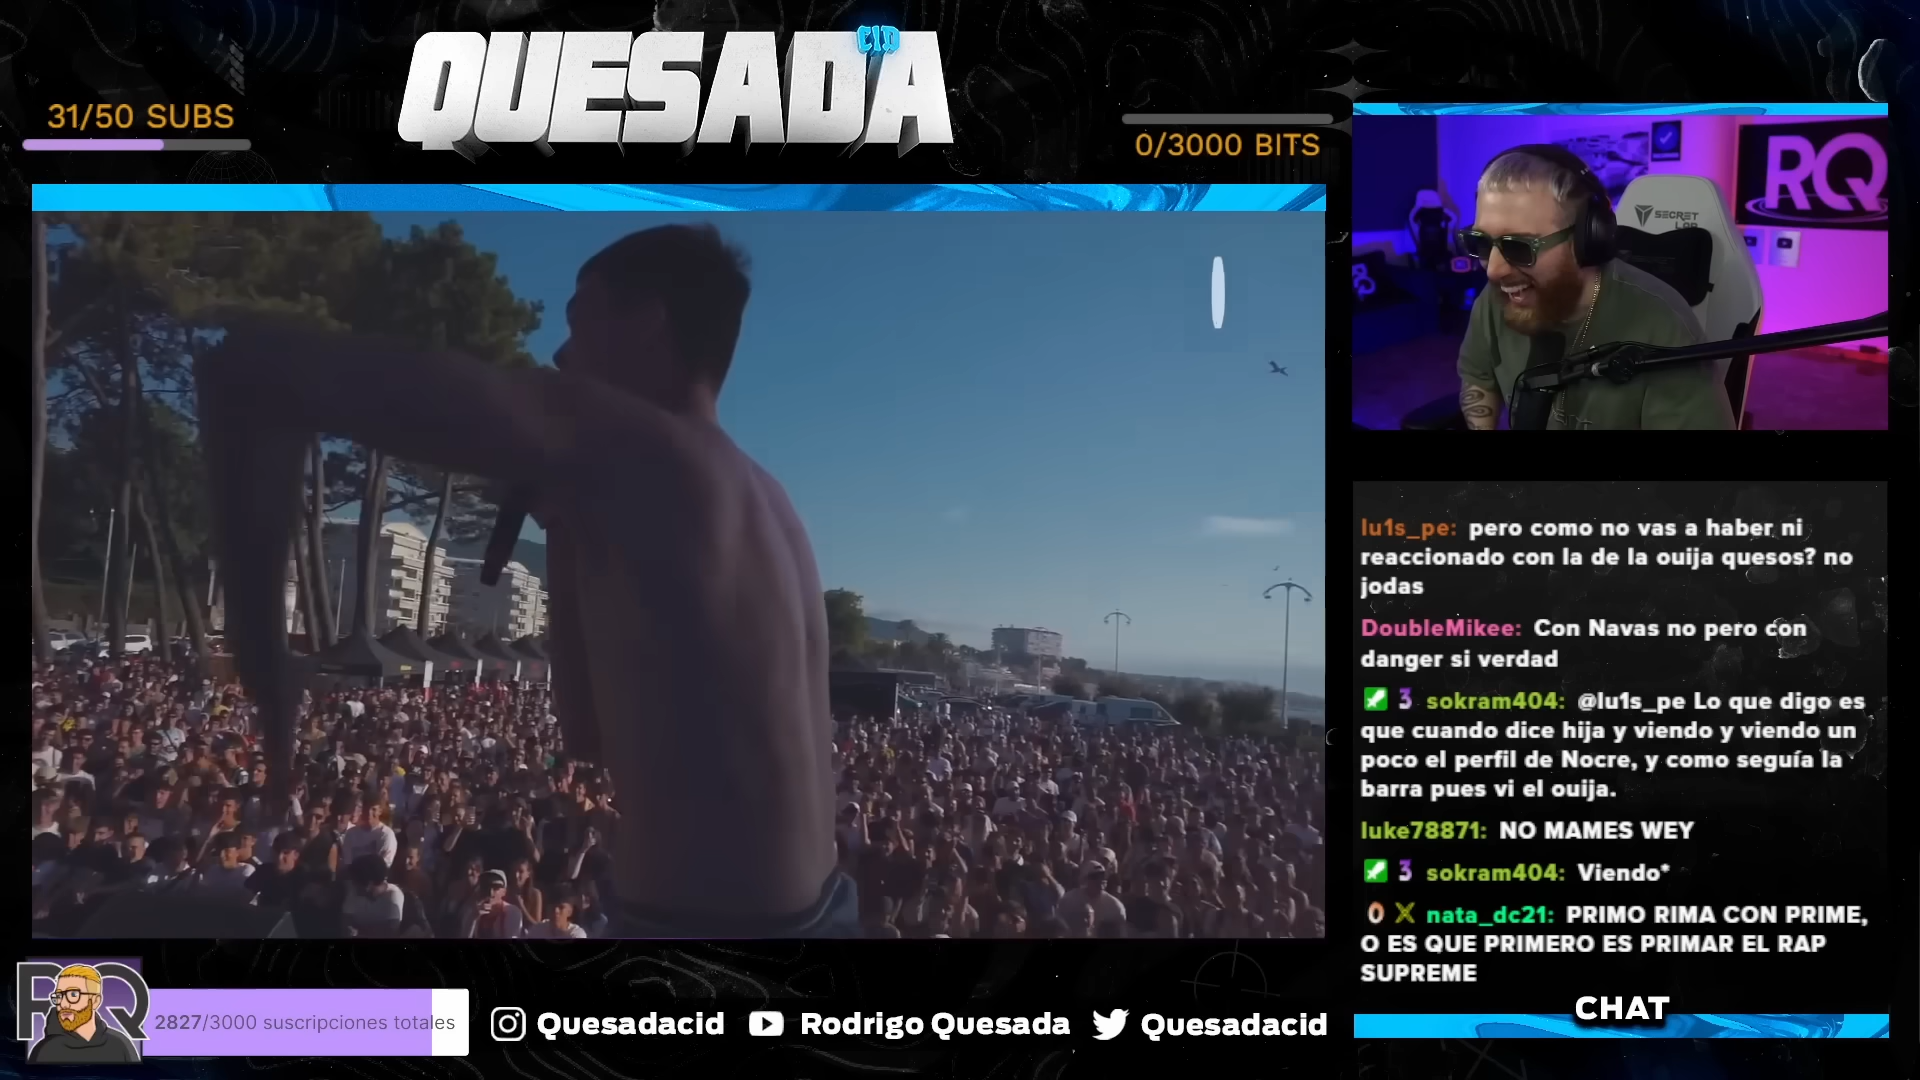 QUESADA
CID
31/50 SUBS
0/3000 BITS
RQ
SECRET
LAB
RQ
lu1s_pe: pero como no vas a haber ni
reaccionado con la de la ouija quesos? no
jodas
DoubleMikee: Con Navas no pero con
danger si verdad
3 sokram404: @lu1s_pe Lo que digo es
que cuando dice hija y viendo y viendo un
poco el perfil de Nocre, y como seguía la
barra pues vi el ouija.
luke78871: NO MAMES WEY
3 sokram404: Viendo*
0 X nata_dc21: PRIMO RIMA CON PRIME,
O ES QUE PRIMERO ES PRIMAR EL RAP
SUPREME
CHAT
RQ
2827/3000 suscripciones totales
Quesadacid
Rodrigo Quesada
Quesadacid